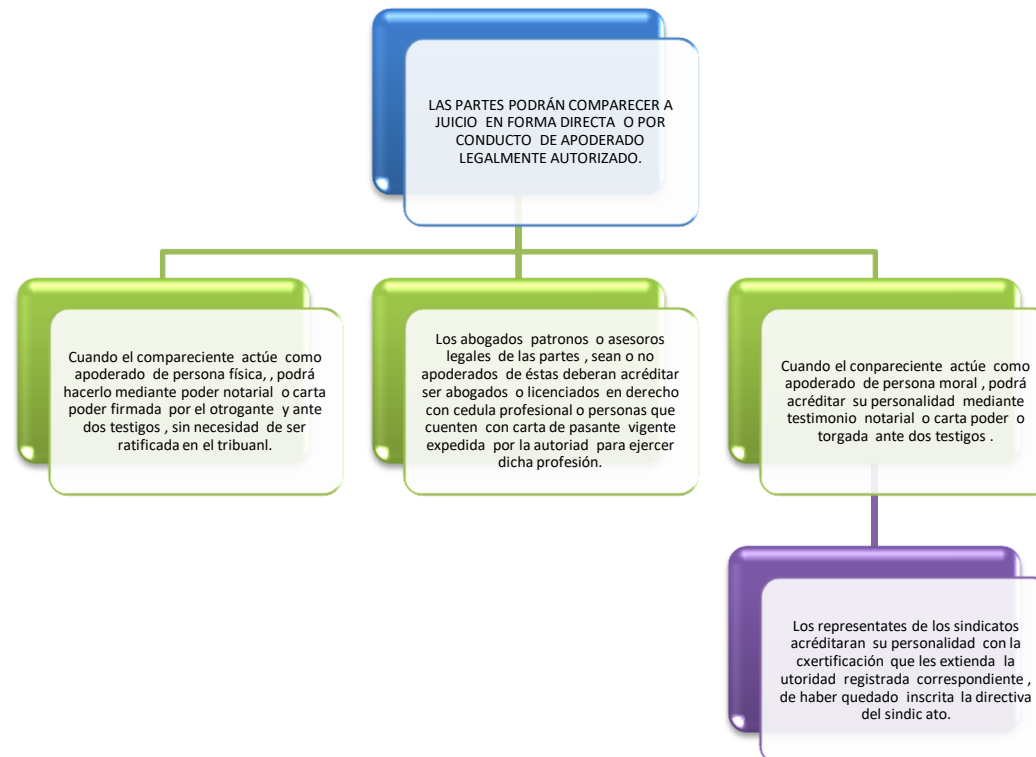 LAS PARTES PODRÁN COMPARECER A
JUICIO EN FORMA DIRECTA O POR
CONDUCTO DE APODERADO
LEGALMENTE AUTORIZADO.
Cuando el compareciente actúe como
apoderado de persona física, , podrá
hacerlo mediante poder notarial o carta
poder firmada por el otrogante y ante
dos testigos , sin necesidad de ser
ratificada en el tribuanl.
Los abogados patronos o asesoros
legales de las partes , sean o no
apoderados de éstas deberan acréditar
ser abogados o licenciados en derecho
con cedula profesional o personas que
cuenten con carta de pasante vigente
expedida por la autoriad para ejercer
dicha profesión.
Cuando el conpareciente actúe como
apoderado de persona moral , podrá
acréditar su personalidad mediante
testimonio notarial o carta poder o
torgada ante dos testigos .
Los representates de los sindicatos
acréditaran su personalidad con la
cxertificación que les extienda la
utoridad registrada correspondiente ,
de haber quedado inscrita la directiva
del sindic ato.